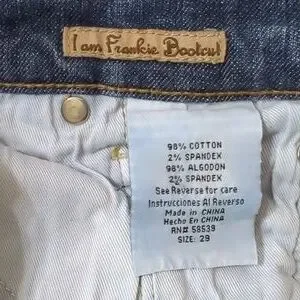 I am Frankie Bootcut
98% COTTON
2% SPANDEX
98% ALGODON
2% SPANDEX
See Reverse for care
Instrucciones Al Reverso
Made in CHINA
Hecho En CHINA
RN# 58539
SIZE: 29